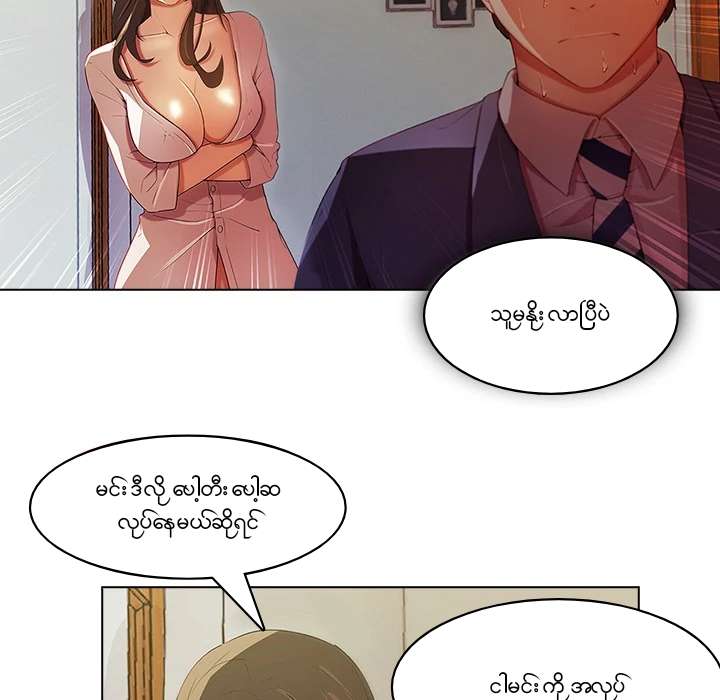 သူမနိုး လာပြီပဲ
မင်း ဒီလို ပေါ့တီး ပေါ့ဆ
လုပ်နေမယ်ဆိုရင်
ငါမင်း ကို အလုပ်